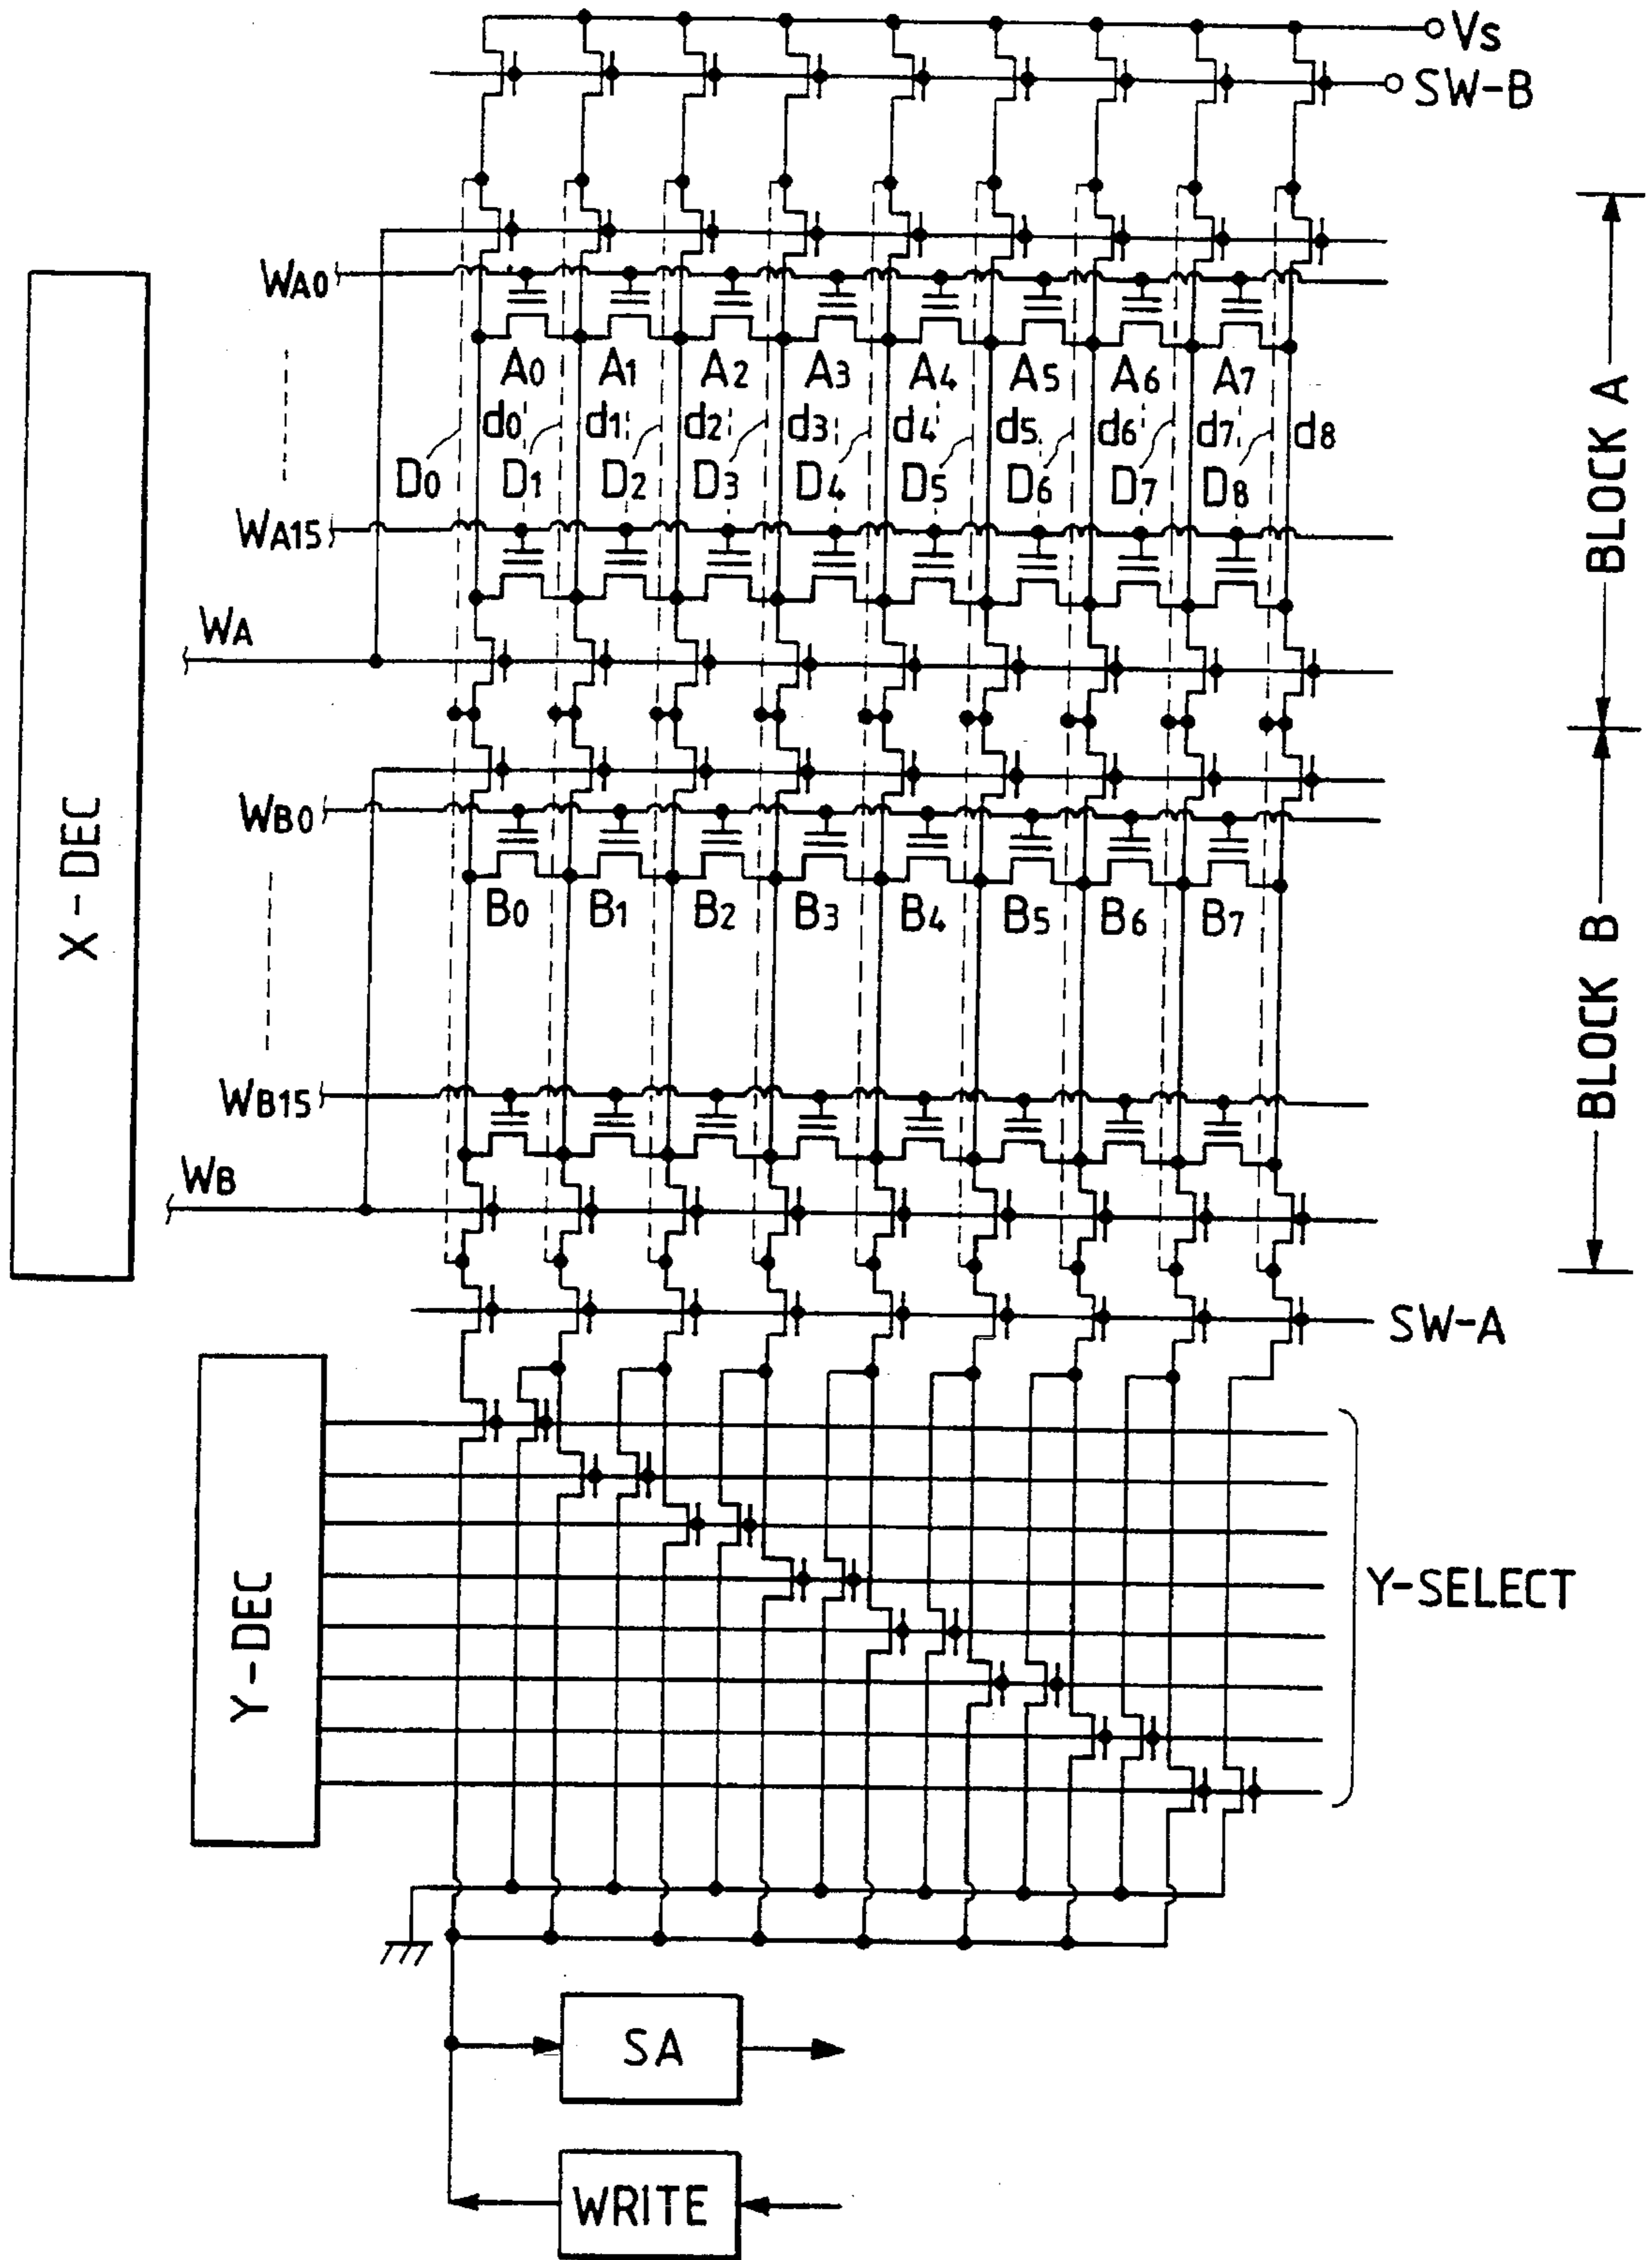 Vs
SW-B
WA0
A0 A1 A2 A3 A4 A5 A6 A7
d0 d1 d2 d3 d4 d5 d6 d7 d8
D0 D1 D2 D3 D4 D5 D6 D7 D8
BLOCK A
WA15
WA
X-DEC
WB0
B0 B1 B2 B3 B4 B5 B6 B7
BLOCK B
WB15
WB
SW-A
Y-DEC
Y-SELECT
SA
WRITE